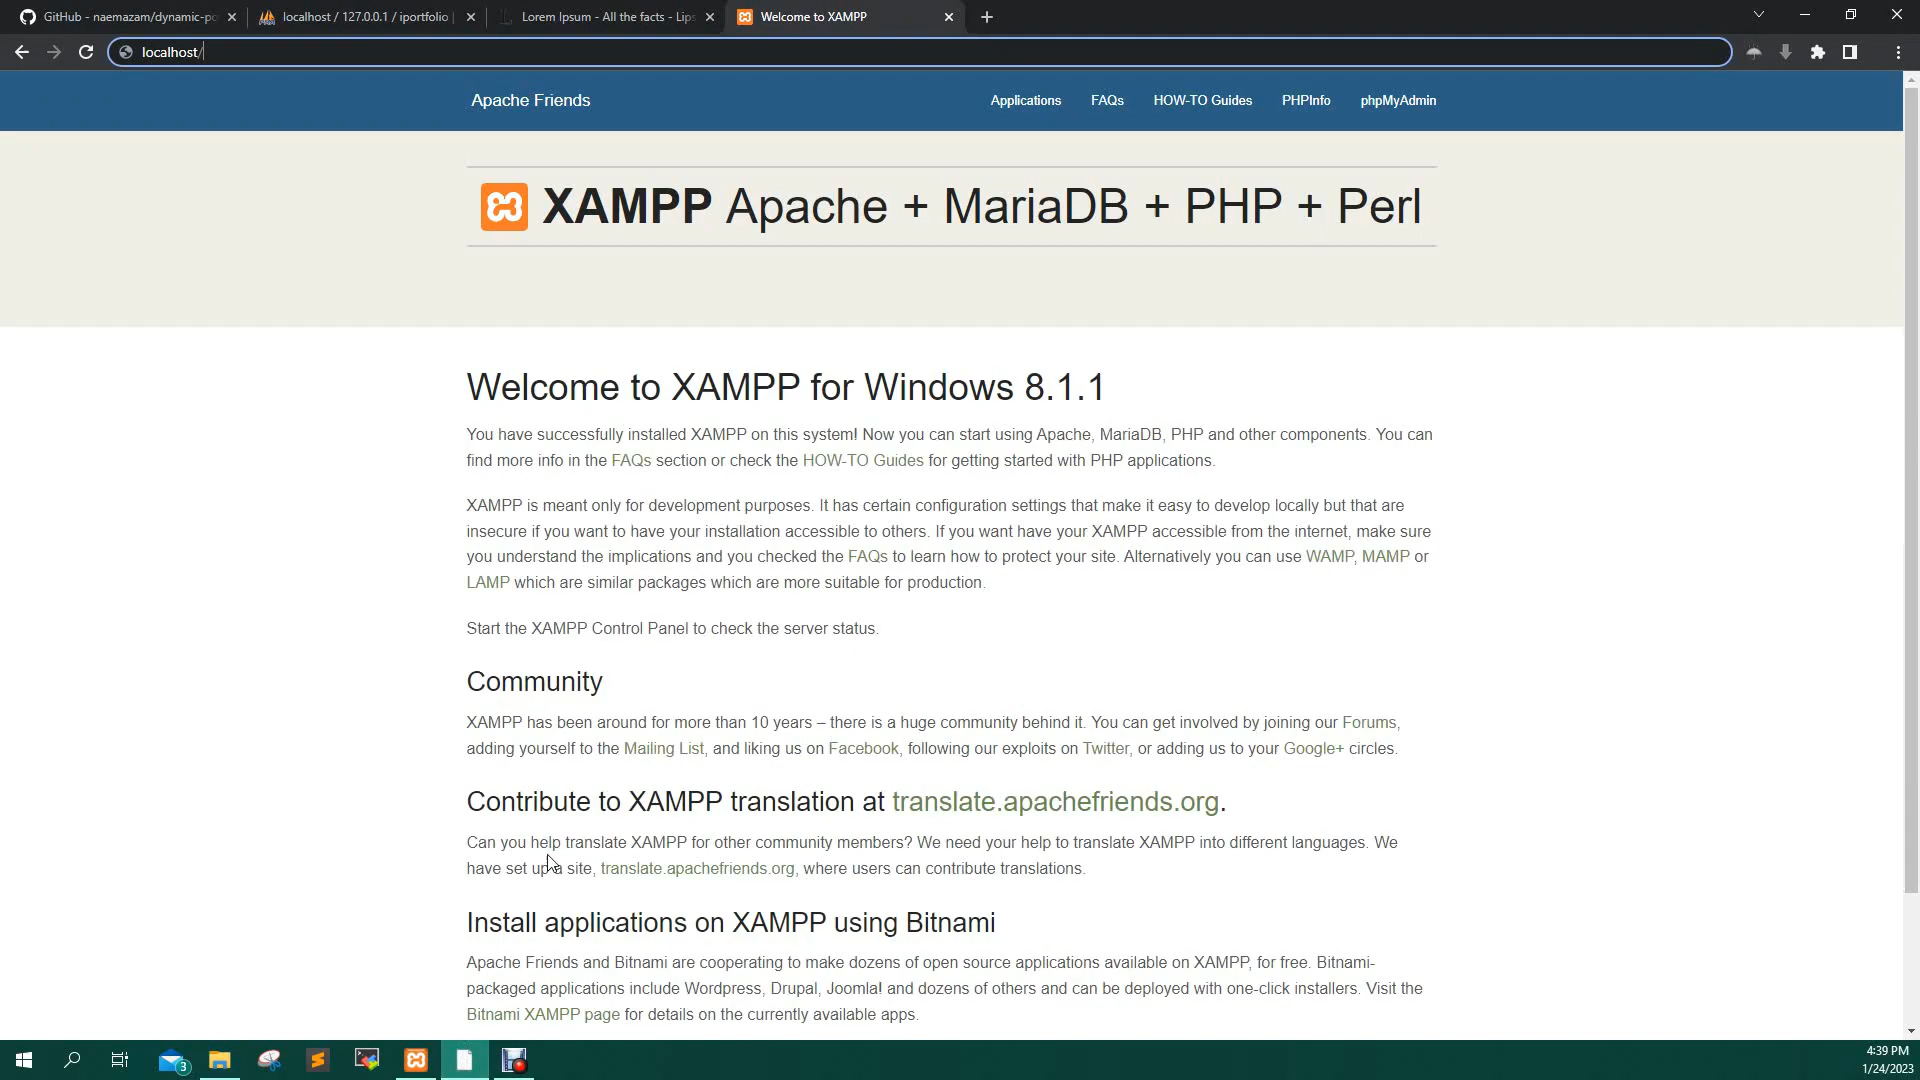 GitHub - naemazam/dynamic-po
localhost / 127.0.0.1 / iportfolio |
Lorem Ipsum - All the facts - Lips
Welcome to XAMPP
localhost/
Apache Friends
Applications
FAQs
HOW-TO Guides
PHPInfo
phpMyAdmin
XAMPP Apache + MariaDB + PHP + Perl
Welcome to XAMPP for Windows 8.1.1
You have successfully installed XAMPP on this system! Now you can start using Apache, MariaDB, PHP and other components. You can
find more info in the FAQs section or check the HOW-TO Guides for getting started with PHP applications.
XAMPP is meant only for development purposes. It has certain configuration settings that make it easy to develop locally but that are
insecure if you want to have your installation accessible to others. If you want have your XAMPP accessible from the internet, make sure
you understand the implications and you checked the FAQs to learn how to protect your site. Alternatively you can use WAMP, MAMP or
LAMP which are similar packages which are more suitable for production.
Start the XAMPP Control Panel to check the server status.
Community
XAMPP has been around for more than 10 years – there is a huge community behind it. You can get involved by joining our Forums,
adding yourself to the Mailing List, and liking us on Facebook, following our exploits on Twitter, or adding us to your Google+ circles.
Contribute to XAMPP translation at translate.apachefriends.org.
Can you help translate XAMPP for other community members? We need your help to translate XAMPP into different languages. We
have set up a site, translate.apachefriends.org, where users can contribute translations.
Install applications on XAMPP using Bitnami
Apache Friends and Bitnami are cooperating to make dozens of open source applications available on XAMPP, for free. Bitnami-
packaged applications include Wordpress, Drupal, Joomla! and dozens of others and can be deployed with one-click installers. Visit the
Bitnami XAMPP page for details on the currently available apps.
3
4:39 PM
1/24/2023